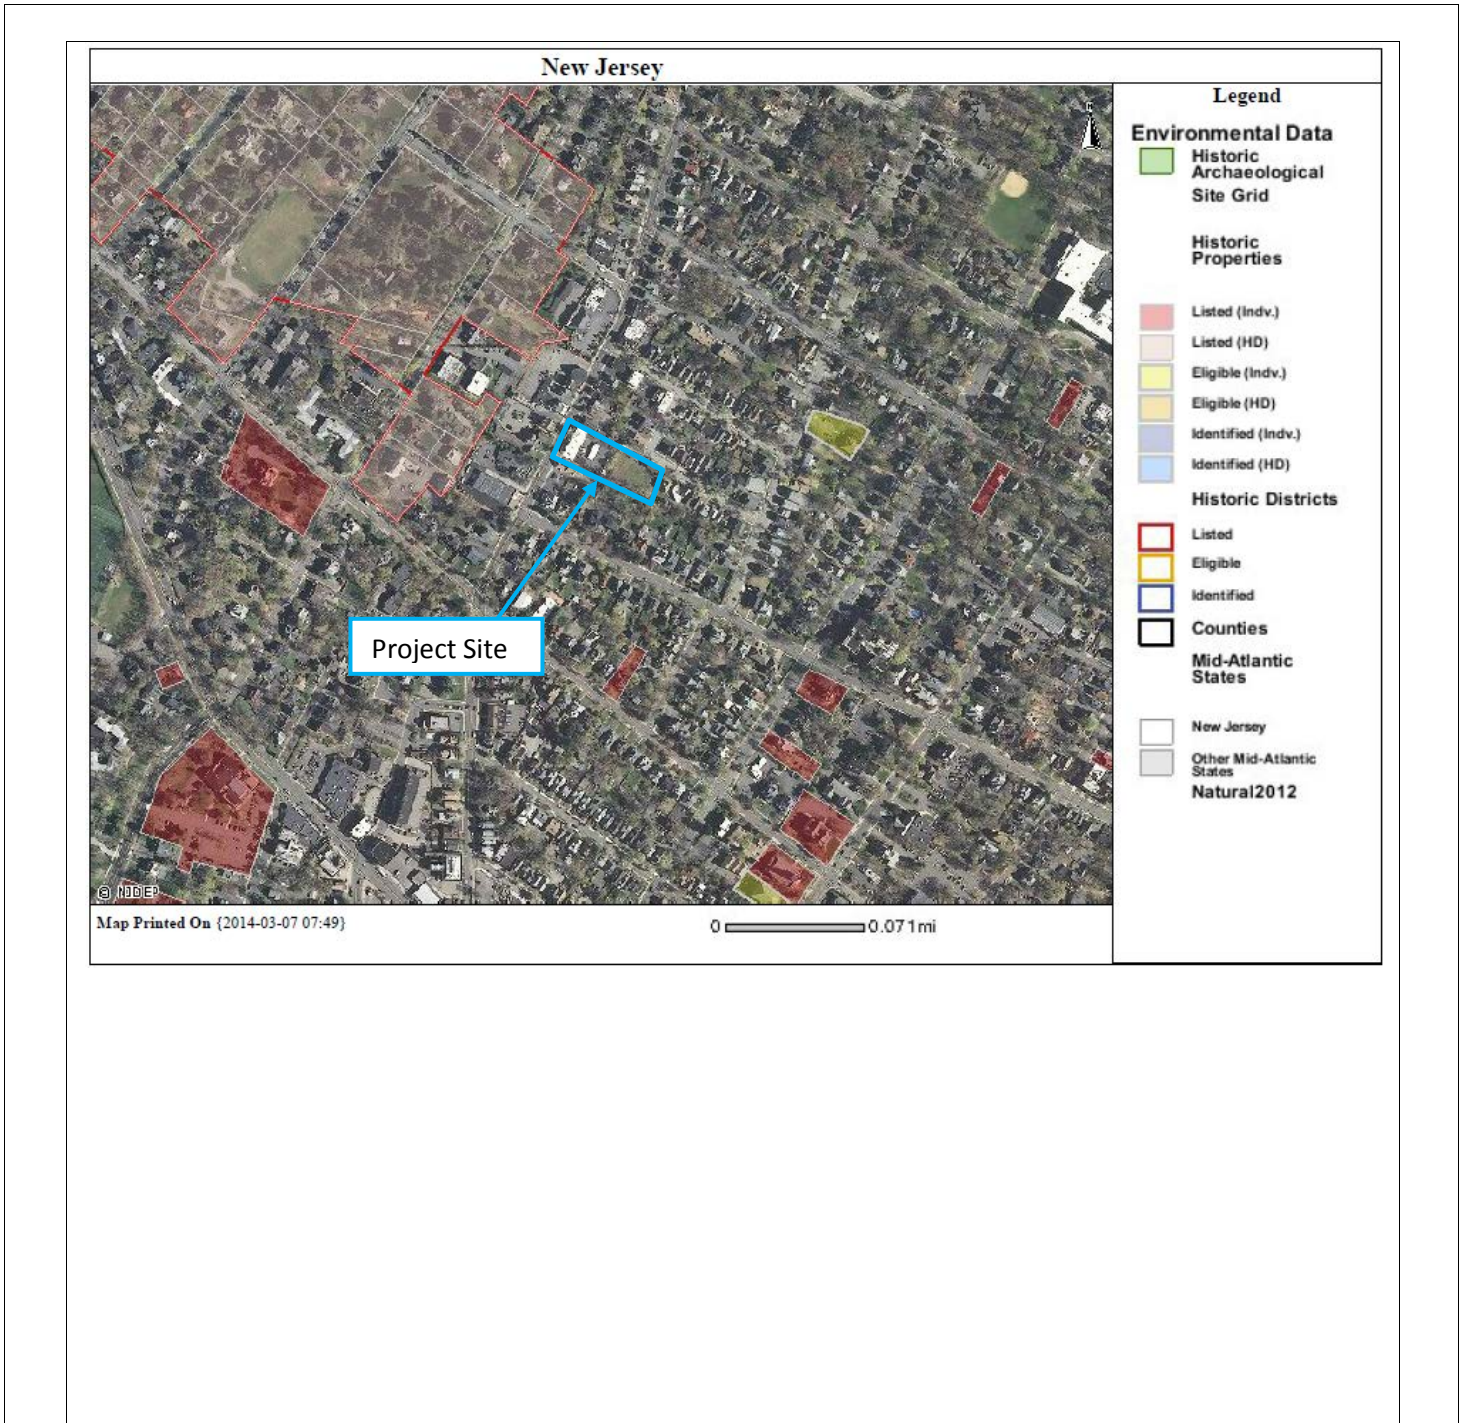 New Jersey
N
Project Site
© NJDEP
Map Printed On {2014-03-07 07:49}
0 0.071mi
Legend
Environmental Data
Historic
Archaeological
Site Grid
Historic
Properties
Listed (Indv.)
Listed (HD)
Eligible (Indv.)
Eligible (HD)
Identified (Indv.)
Identified (HD)
Historic Districts
Listed
Eligible
Identified
Counties
Mid-Atlantic
States
New Jersey
Other Mid-Atlantic
States
Natural2012